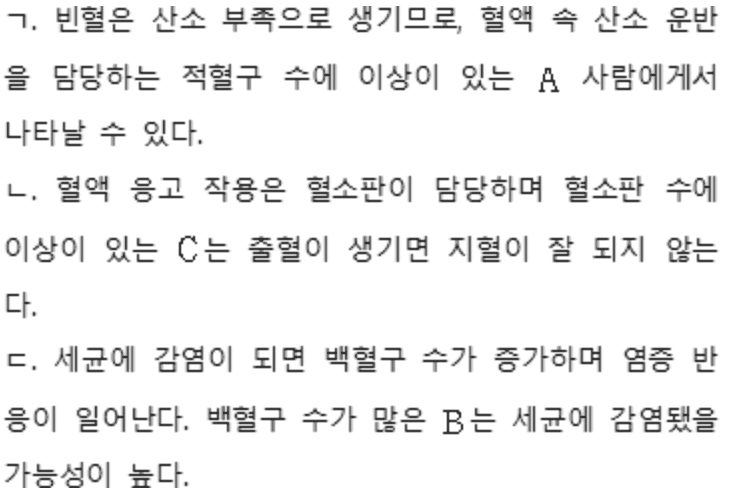 ㄱ. 빈혈은 산소 부족으로 생기므로, 혈액 속 산소 운반
을 담당하는 적혈구 수에 이상이 있는 A 사람에게서
나타날 수 있다.
ㄴ. 혈액 응고 작용은 혈소판이 담당하며 혈소판 수에
이상이 있는 C는 출혈이 생기면 지혈이 잘 되지 않는
다.
ㄷ. 세균에 감염이 되면 백혈구 수가 증가하며 염증 반
응이 일어난다. 백혈구 수가 많은 B는 세균에 감염됐을
가능성이 높다.